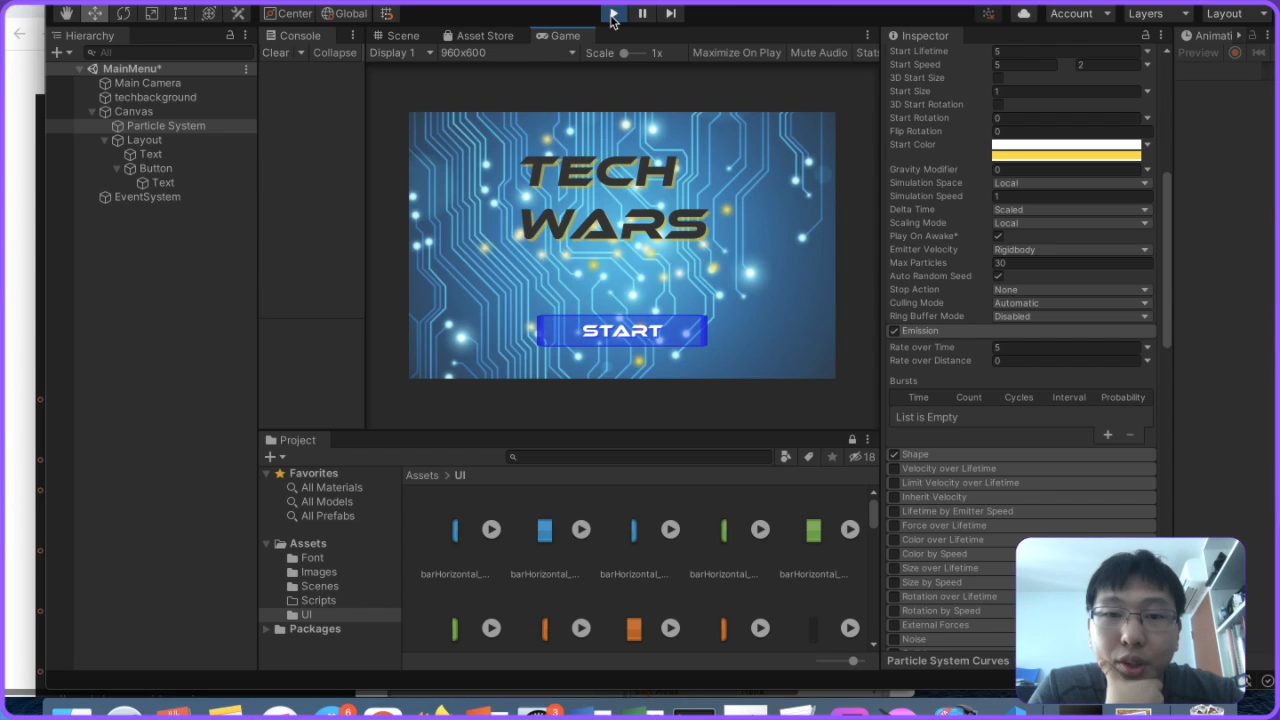 Center
Global
Account
Layers
Layout
Hierarchy
Console
Scene
Asset Store
Game
Inspector
Animati
All
Clear
Collapse
Display 1
960x600
Scale
1x
Maximize On Play
Mute Audio
Stats
Preview
MainMenu*
Main Camera
techbackground
Canvas
Particle System
Layout
Text
Button
Text
EventSystem
TECH
WARS
START
Start Lifetime 5
Start Speed 5 2
3D Start Size
Start Size 1
3D Start Rotation
Start Rotation 0
Flip Rotation 0
Start Color
Gravity Modifier 0
Simulation Space Local
Simulation Speed 1
Delta Time Scaled
Scaling Mode Local
Play On Awake*
Emitter Velocity Rigidbody
Max Particles 30
Auto Random Seed
Stop Action None
Culling Mode Automatic
Ring Buffer Mode Disabled
Emission
Rate over Time 5
Rate over Distance 0
Bursts
Time Count Cycles Interval Probability
List is Empty
Shape
Velocity over Lifetime
Limit Velocity over Lifetime
Inherit Velocity
Lifetime by Emitter Speed
Force over Lifetime
Color over Lifetime
Color by Speed
Size over Lifetime
Size by Speed
Rotation over Lifetime
Rotation by Speed
External Forces
Noise
Particle System Curves
Project
18
Favorites
All Materials
All Models
All Prefabs
Assets
Font
Images
Scenes
Scripts
UI
Packages
Assets > UI
barHorizontal_...
barHorizontal_...
barHorizontal_...
barHorizontal_...
barHorizontal_...
6
3